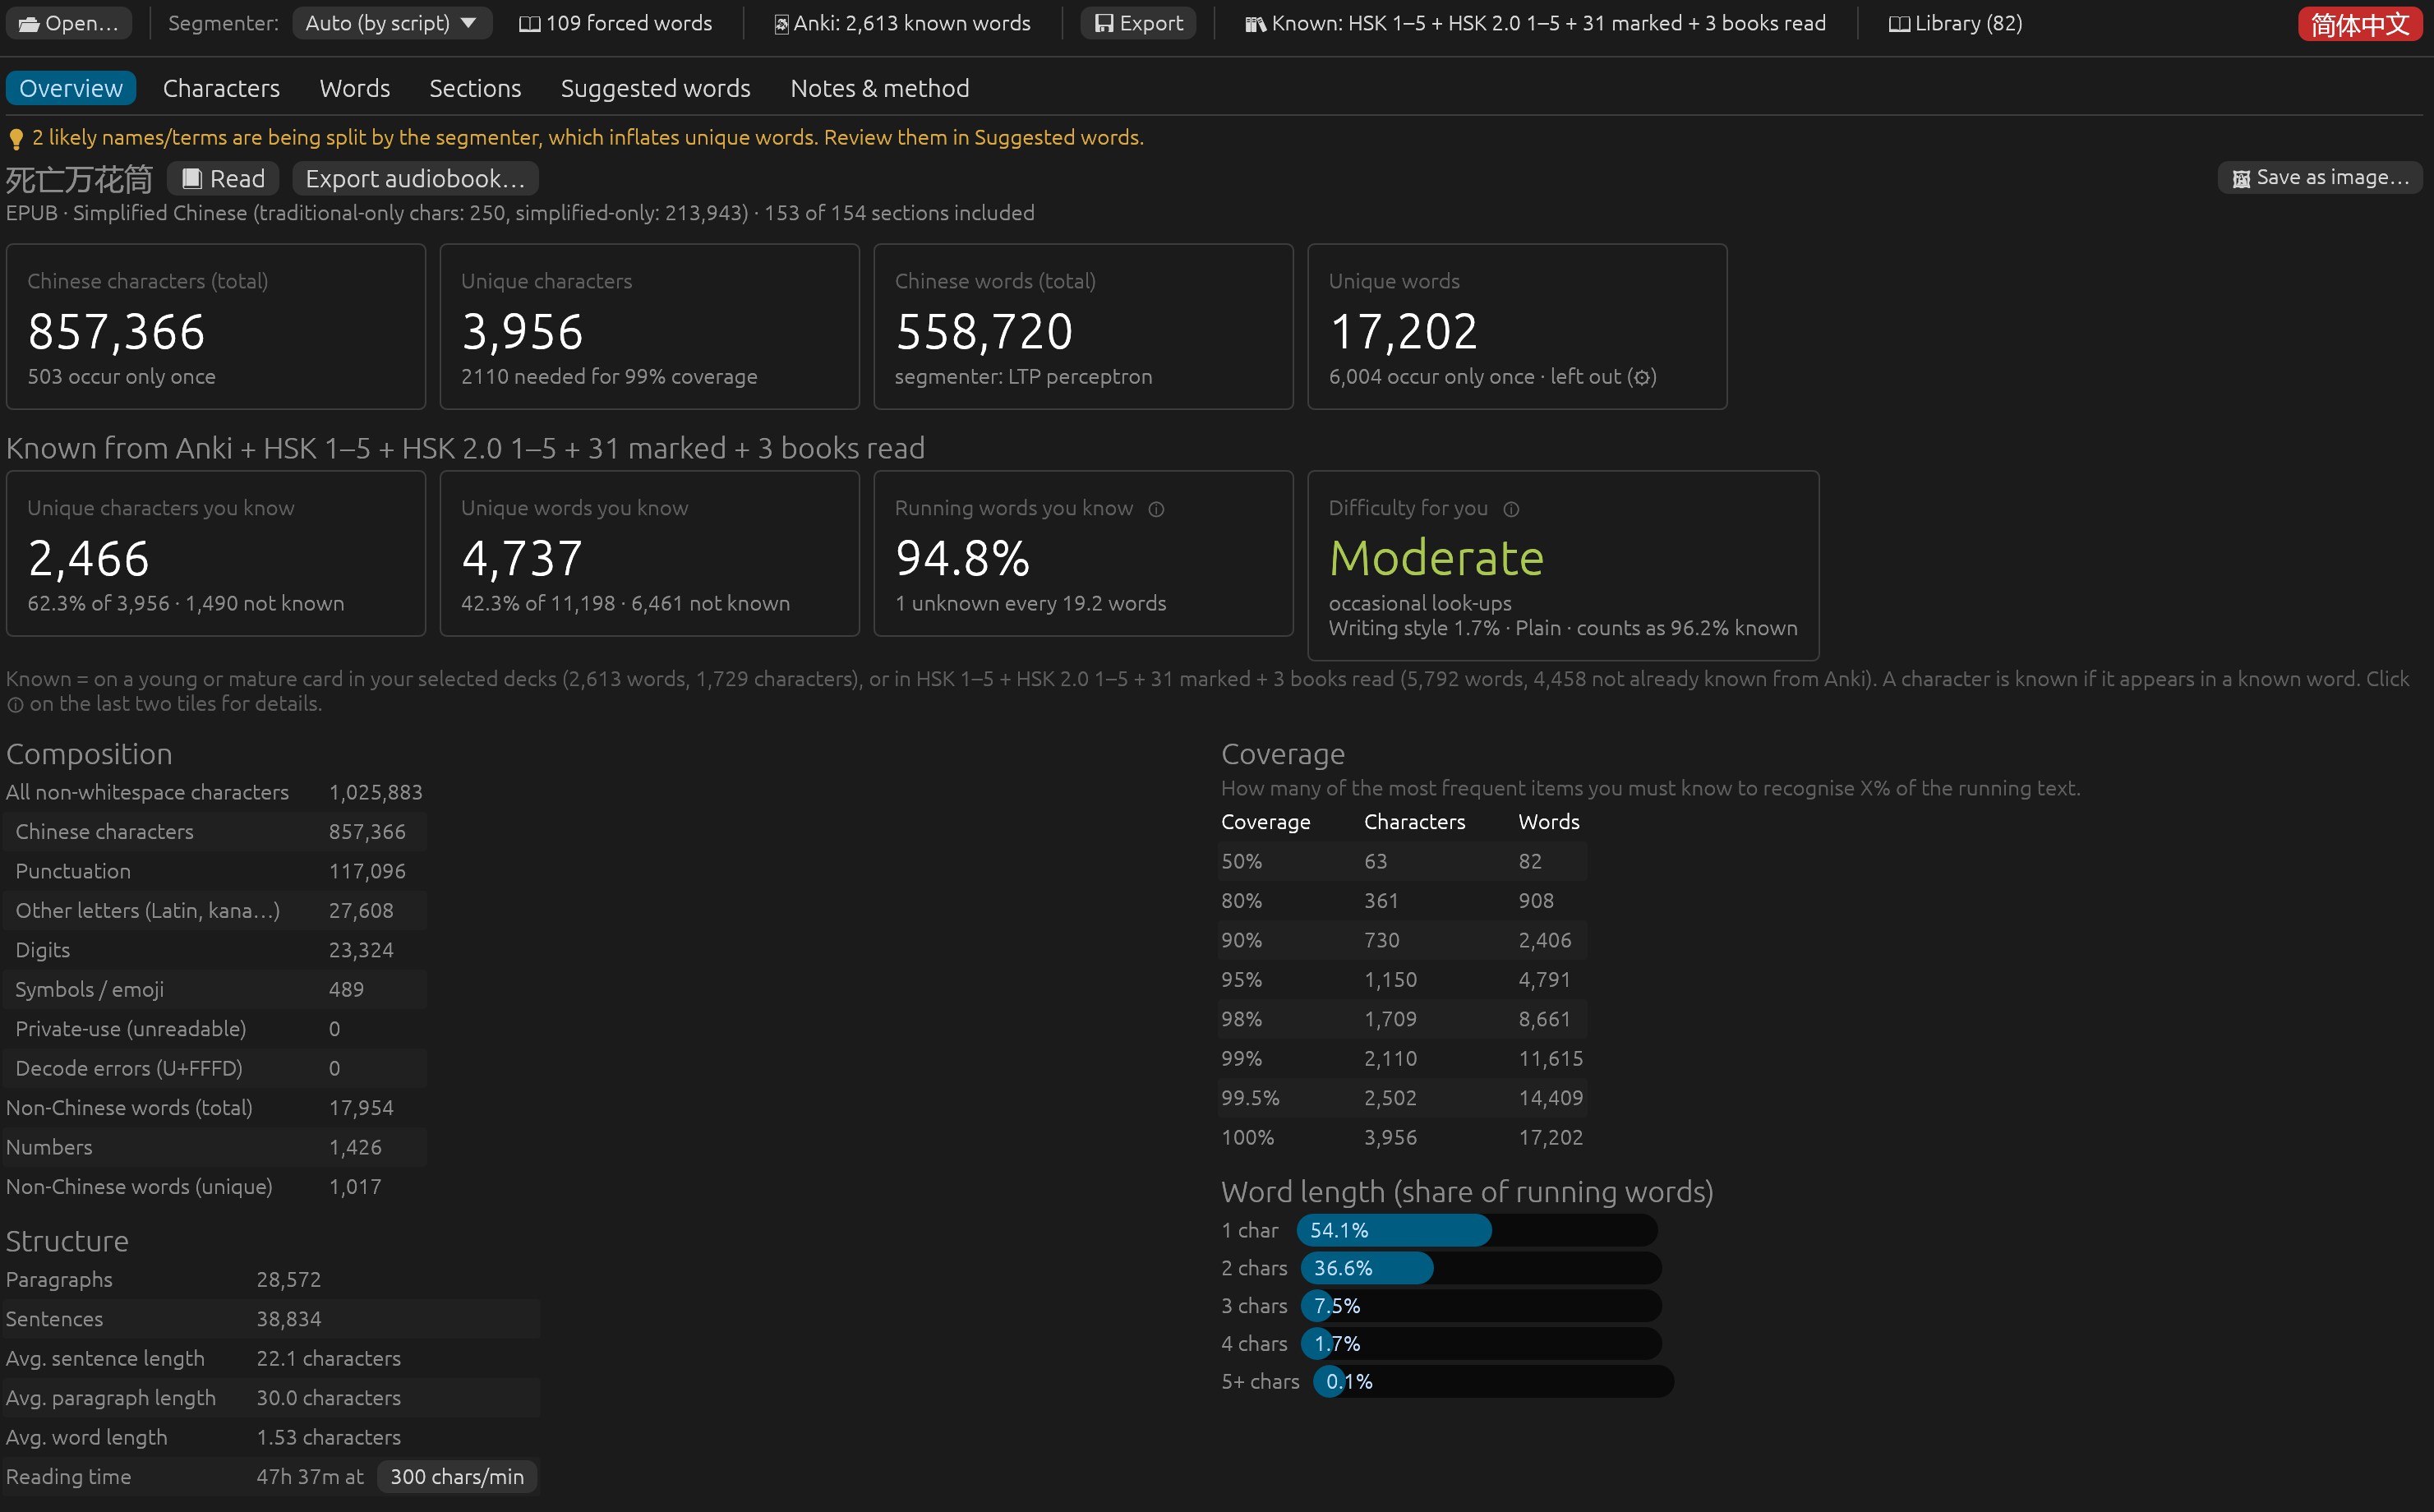 Open…
Segmenter:
Auto (by script)
109 forced words
Anki: 2,613 known words
Export
Known: HSK 1–5 + HSK 2.0 1–5 + 31 marked + 3 books read
Library (82)
简体中文
Overview
Characters
Words
Sections
Suggested words
Notes & method
2 likely names/terms are being split by the segmenter, which inflates unique words. Review them in Suggested words.
死亡万花筒
Read
Export audiobook…
Save as image…
EPUB · Simplified Chinese (traditional-only chars: 250, simplified-only: 213,943) · 153 of 154 sections included
Chinese characters (total)
857,366
503 occur only once
Unique characters
3,956
2110 needed for 99% coverage
Chinese words (total)
558,720
segmenter: LTP perceptron
Unique words
17,202
6,004 occur only once · left out (⚙)
Known from Anki + HSK 1–5 + HSK 2.0 1–5 + 31 marked + 3 books read
Unique characters you know
2,466
62.3% of 3,956 · 1,490 not known
Unique words you know
4,737
42.3% of 11,198 · 6,461 not known
Running words you know ⓘ
94.8%
1 unknown every 19.2 words
Difficulty for you ⓘ
Moderate
occasional look-ups
Writing style 1.7% · Plain · counts as 96.2% known
Known = on a young or mature card in your selected decks (2,613 words, 1,729 characters), or in HSK 1–5 + HSK 2.0 1–5 + 31 marked + 3 books read (5,792 words, 4,458 not already known from Anki). A character is known if it appears in a known word. Click
ⓘ on the last two tiles for details.
Composition
All non-whitespace characters 1,025,883
Chinese characters 857,366
Punctuation 117,096
Other letters (Latin, kana…) 27,608
Digits 23,324
Symbols / emoji 489
Private-use (unreadable) 0
Decode errors (U+FFFD) 0
Non-Chinese words (total) 17,954
Numbers 1,426
Non-Chinese words (unique) 1,017
Structure
Paragraphs 28,572
Sentences 38,834
Avg. sentence length 22.1 characters
Avg. paragraph length 30.0 characters
Avg. word length 1.53 characters
Reading time 47h 37m at 300 chars/min
Coverage
How many of the most frequent items you must know to recognise X% of the running text.
Coverage Characters Words
50% 63 82
80% 361 908
90% 730 2,406
95% 1,150 4,791
98% 1,709 8,661
99% 2,110 11,615
99.5% 2,502 14,409
100% 3,956 17,202
Word length (share of running words)
1 char 54.1%
2 chars 36.6%
3 chars 7.5%
4 chars 1.7%
5+ chars 0.1%